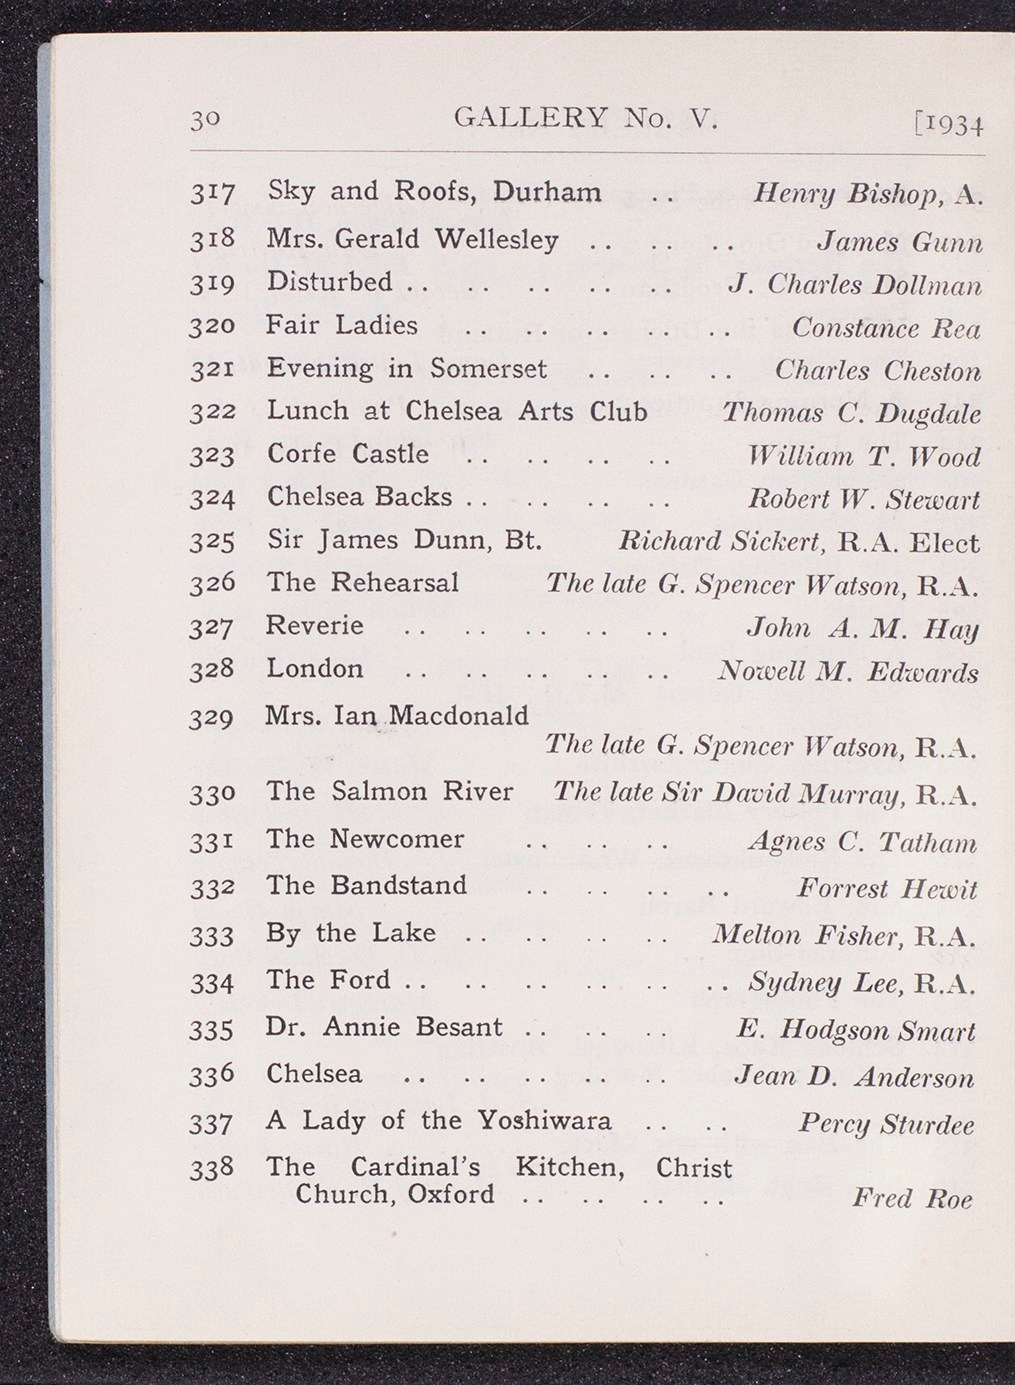 30 GALLERY No. V. [1934
317 Sky and Roofs, Durham .. Henry Bishop, A.
318 Mrs. Gerald Wellesley .. .. .. James Gunn
319 Disturbed .. .. .. .. .. J. Charles Dollman
320 Fair Ladies .. .. .. .. .. Constance Rea
321 Evening in Somerset .. .. .. Charles Cheston
322 Lunch at Chelsea Arts Club Thomas C. Dugdale
323 Corfe Castle .. .. .. .. William T. Wood
324 Chelsea Backs .. .. .. .. Robert W. Stewart
325 Sir James Dunn, Bt. Richard Sickert, R.A. Elect
326 The Rehearsal The late G. Spencer Watson, R.A.
327 Reverie .. .. .. .. .. John A. M. Hay
328 London .. .. .. .. .. Nowell M. Edwards
329 Mrs. Ian Macdonald
The late G. Spencer Watson, R.A.
330 The Salmon River The late Sir David Murray, R.A.
331 The Newcomer .. .. .. Agnes C. Tatham
332 The Bandstand .. .. .. .. Forrest Hewit
333 By the Lake .. .. .. .. Melton Fisher, R.A.
334 The Ford .. .. .. .. .. .. Sydney Lee, R.A.
335 Dr. Annie Besant .. .. .. E. Hodgson Smart
336 Chelsea .. .. .. .. .. Jean D. Anderson
337 A Lady of the Yoshiwara .. .. Percy Sturdee
338 The Cardinal's Kitchen, Christ
Church, Oxford .. .. .. .. Fred Roe